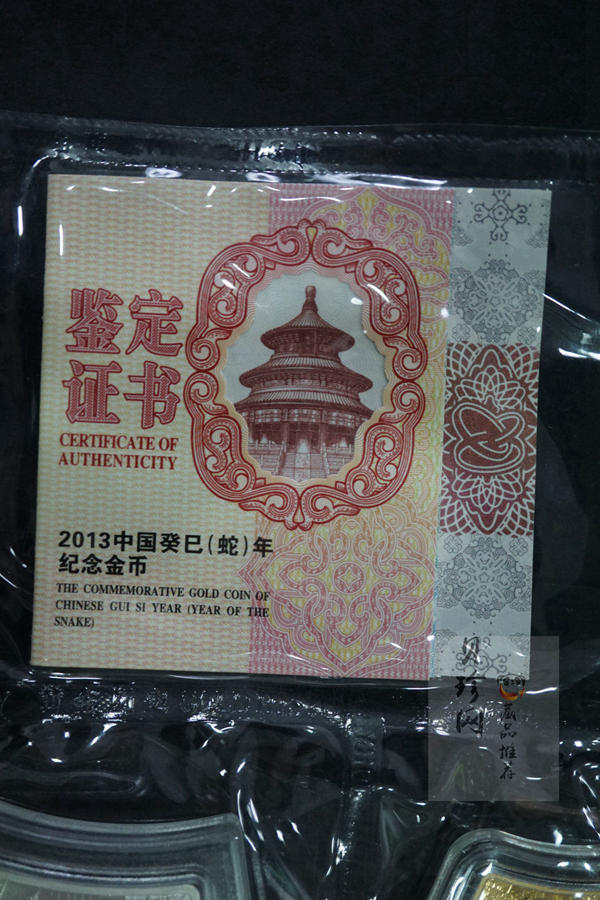 鉴定
证书
CERTIFICATE OF
AUTHENTICITY
2013中国癸巳(蛇)年
纪念金币
THE COMMEMORATIVE GOLD COIN OF
CHINESE GUI SI YEAR (YEAR OF THE
SNAKE)
贝珍网
藏品推荐